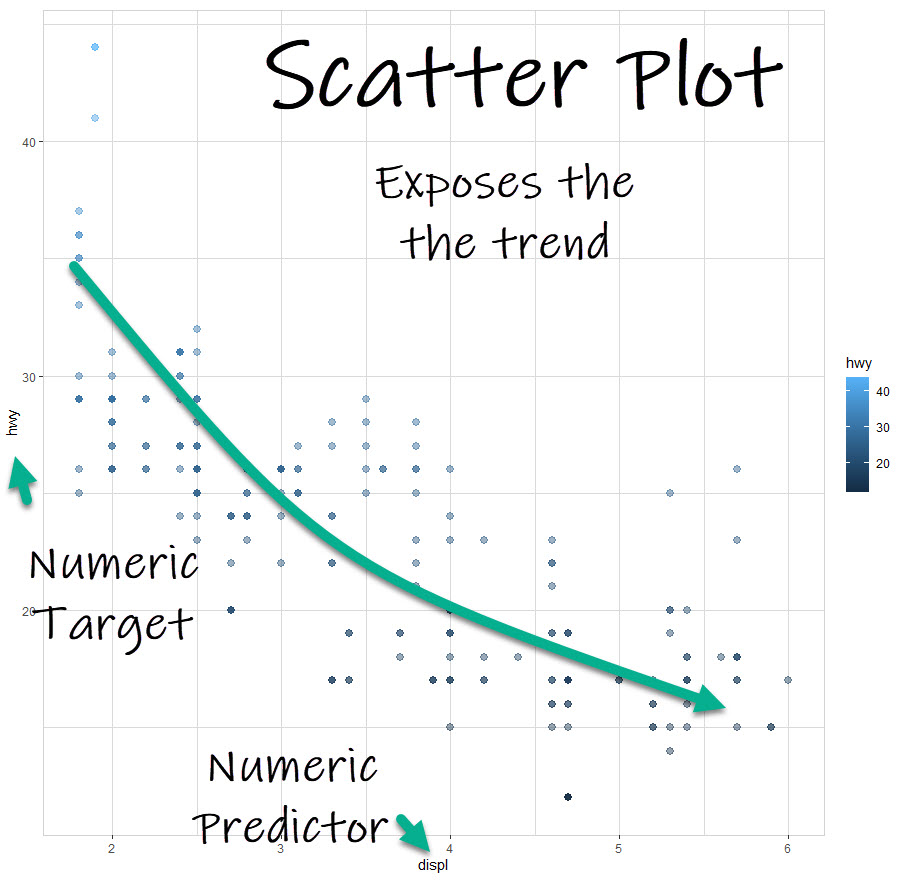 Scatter Plot
Exposes the
the trend
40
30
20
hwy
Numeric
Target
Numeric
Predictor
2
3
4
5
6
displ
hwy
40
30
20